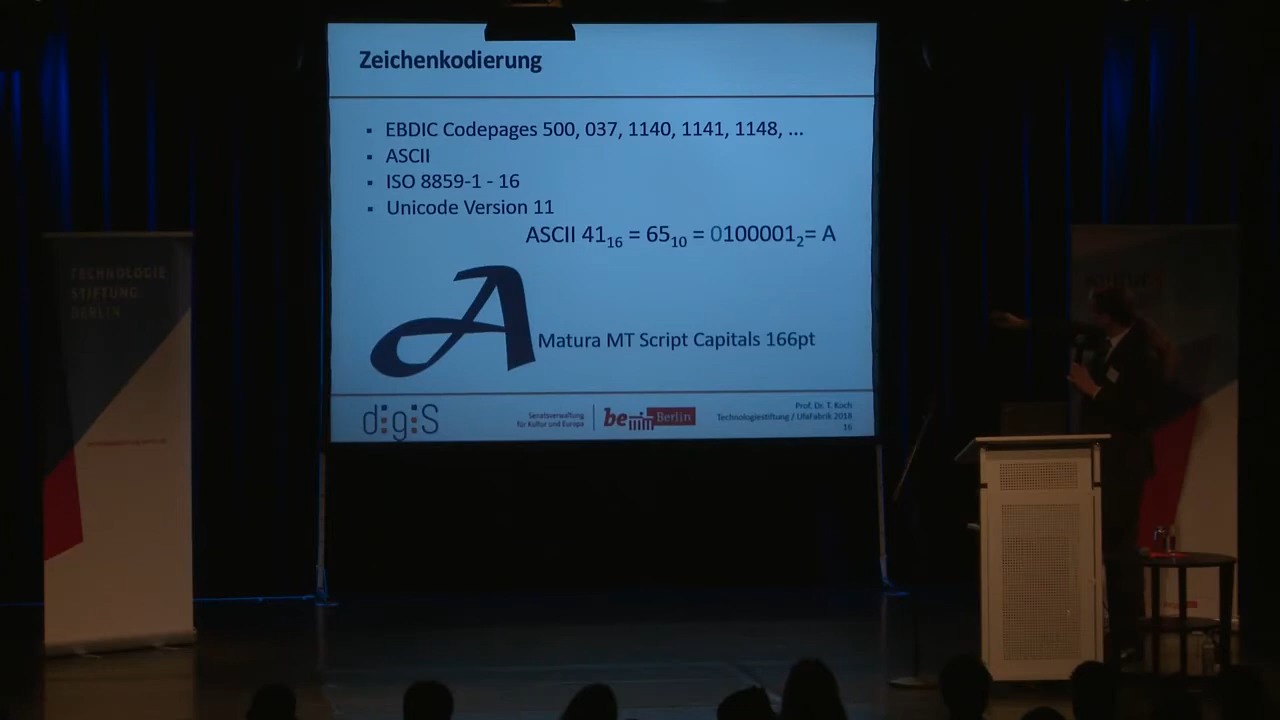 Zeichenkodierung
▪ EBDIC Codepages 500, 037, 1140, 1141, 1148, ...
▪ ASCII
▪ ISO 8859-1 - 16
▪ Unicode Version 11
ASCII 41₁₆ = 65₁₀ = 0100001₂= A
A
Matura MT Script Capitals 166pt
digiS
Senatsverwaltung
für Kultur und Europa
be Berlin
Prof. Dr. T. Koch
Technologiestiftung / UfaFabrik 2018
16
TECHNOLOGIE
STIFTUNG
BERLIN